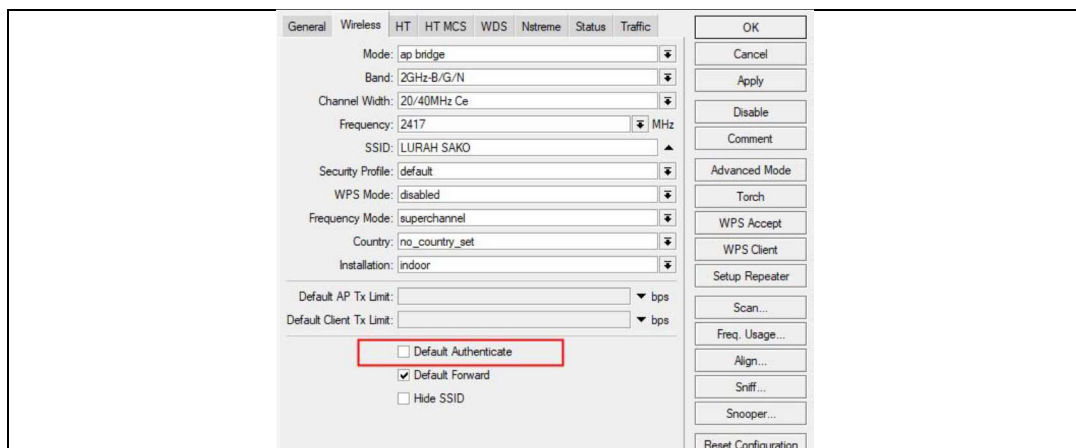 General Wireless HT HT MCS WDS Nstreme Status Traffic
Mode: ap bridge
Band: 2GHz-B/G/N
Channel Width: 20/40MHz Ce
Frequency: 2417 MHz
SSID: LURAH SAKO
Security Profile: default
WPS Mode: disabled
Frequency Mode: superchannel
Country: no_country_set
Installation: indoor
Default AP Tx Limit: bps
Default Client Tx Limit: bps
Default Authenticate
Default Forward
Hide SSID
OK
Cancel
Apply
Disable
Comment
Advanced Mode
Torch
WPS Accept
WPS Client
Setup Repeater
Scan...
Freq. Usage...
Align...
Sniff...
Snooper...
Reset Configuration